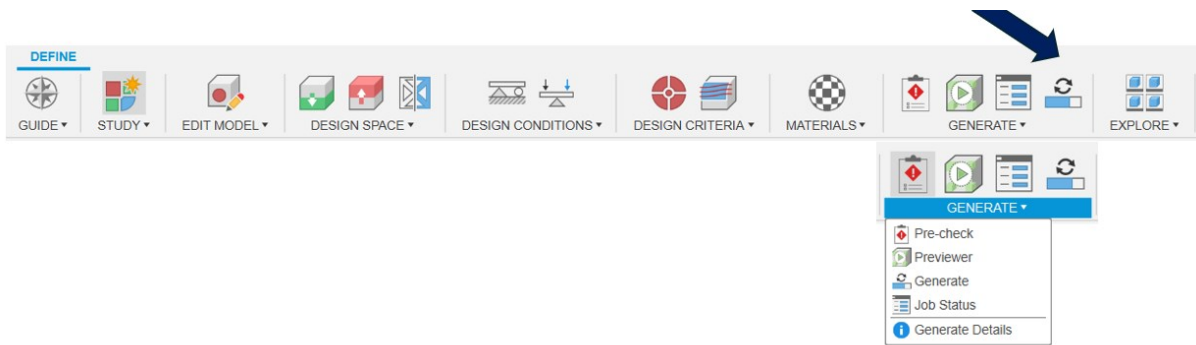 DEFINE
GUIDE ▾ STUDY ▾ EDIT MODEL ▾ DESIGN SPACE ▾ DESIGN CONDITIONS ▾ DESIGN CRITERIA ▾ MATERIALS ▾ GENERATE ▾ EXPLORE ▾
GENERATE ▾
Pre-check
Previewer
Generate
Job Status
Generate Details